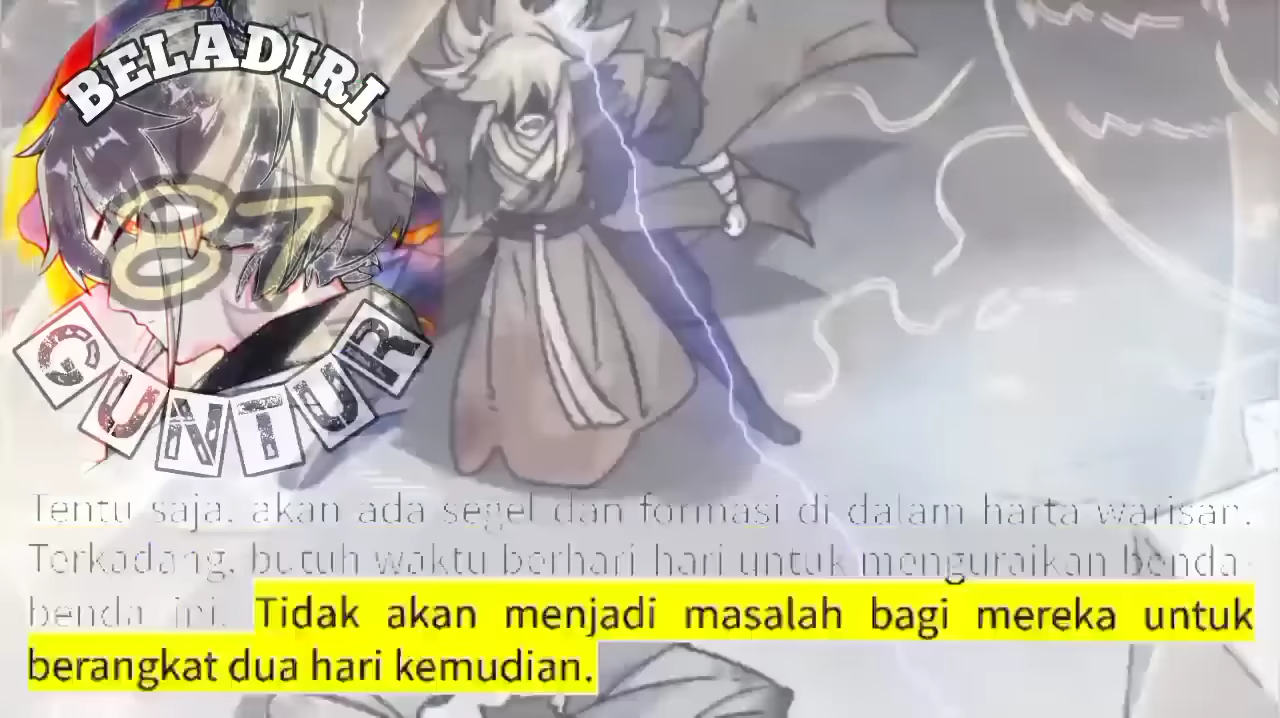 BELADIRI
87
GUNTUR
Tentu saja, akan ada segel dan formasi di dalam harta warisan.
Terkadang, butuh waktu berhari hari untuk menguraikan benda-
benda ini. Tidak akan menjadi masalah bagi mereka untuk
berangkat dua hari kemudian.